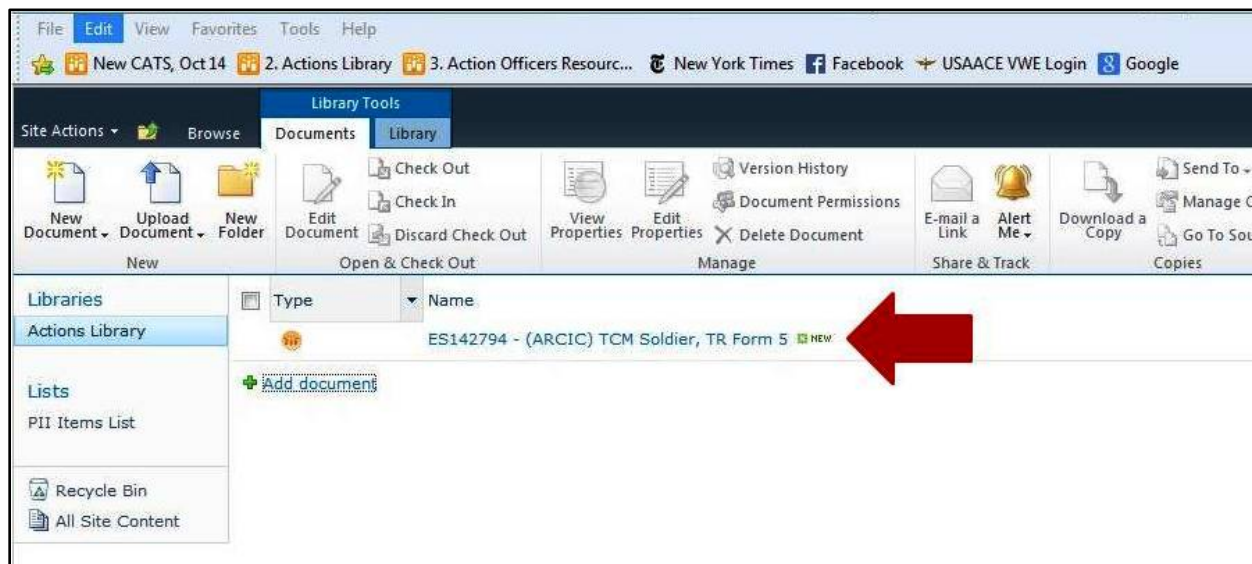 File Edit View Favorites Tools Help
New CATS, Oct 14 2. Actions Library 3. Action Officers Resourc... New York Times Facebook USAACE VWE Login Google
Library Tools
Site Actions Browse Documents Library
New Document Upload Document New Folder
Edit Document Check Out Check In Discard Check Out
View Properties Edit Properties Version History Document Permissions Delete Document
E-mail a Link Alert Me
Download a Copy Send To Manage C Go To Sou
New Open & Check Out Manage Share & Track Copies
Libraries Type Name
Actions Library ES142794 - (ARCIC) TCM Soldier, TR Form 5 NEW
Add document
Lists
PII Items List
Recycle Bin
All Site Content